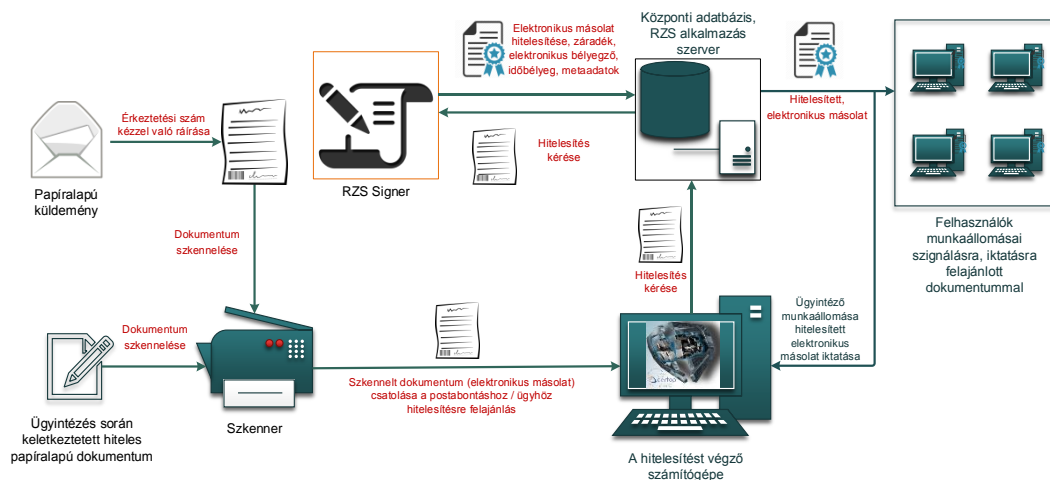 Elektronikus másolat
hitelesítése, záradék,
elektronikus bélyegző,
időbélyeg, metaadatok
Központi adatbázis,
RZS alkalmazás
szerver
Érkeztetési szám
kézzel való ráírása
Hitelesített,
elektronikus másolat
Hitelesítés
kérése
Papíralapú
küldemény
RZS Signer
Felhasználók
munkaállomásai
szignálásra, iktatásra
felajánlott
dokumentummal
Dokumentum
szkennelése
Hitelesítés
kérése
Ügyintéző
munkaállomása
hitelesített
elektronikus
másolat iktatása
Dokumentum
szkennelése
Szkennelt dokumentum (elektronikus másolat)
csatolása a postabontáshoz / ügyhöz
hitelesítésre felajánlás
Szkenner
Ügyintézés során
keletkeztetett hiteles
papíralapú dokumentum
A hitelesítést végző
számítógépe